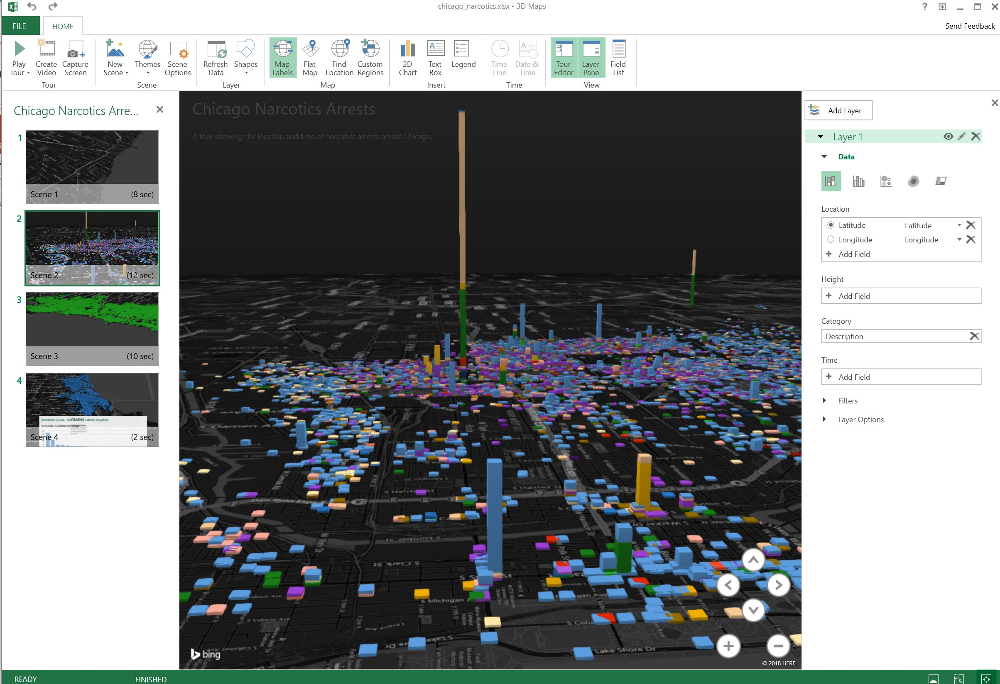 chicago_narcotics.xlsx - 3D Maps
?
FILE
HOME
Send Feedback
Play
Tour
Create
Video
Capture
Screen
New
Scene
Themes
Scene
Options
Refresh
Data
Shapes
Map
Labels
Flat
Map
Find
Location
Custom
Regions
2D
Chart
Text
Box
Legend
Time
Line
Date &
Time
Tour
Editor
Layer
Pane
Field
List
Tour
Scene
Layer
Map
Insert
Time
View
Chicago Narcotics Arre...
1
Scene 1 (8 sec)
2
Scene 2 (12 sec)
3
Scene 3 (10 sec)
4
Scene 4 (2 sec)
Chicago Narcotics Arrests
A tour showing the location and time of narcotics arrests across Chicago.
S Halsted St
Dan Ryan Exp
S Lumber St
S Clark St
S Michigan A
S Indiana Ave
S Colu
Lake Shore Dr
bing
© 2018 HERE
Add Layer
Layer 1
Data
Location
Latitude Latitude
Longitude Longitude
Add Field
Height
Add Field
Category
Description
Time
Add Field
Filters
Layer Options
READY
FINISHED